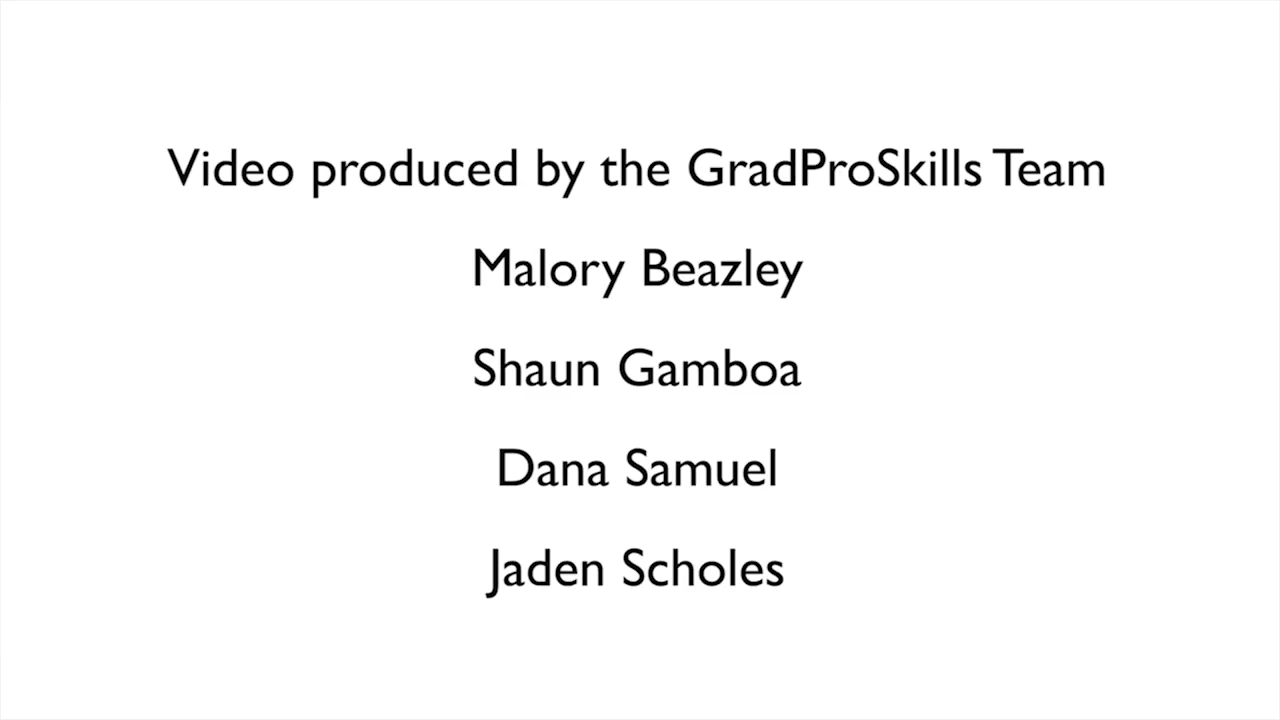 Video produced by the GradProSkills Team
Malory Beazley
Shaun Gamboa
Dana Samuel
Jaden Scholes